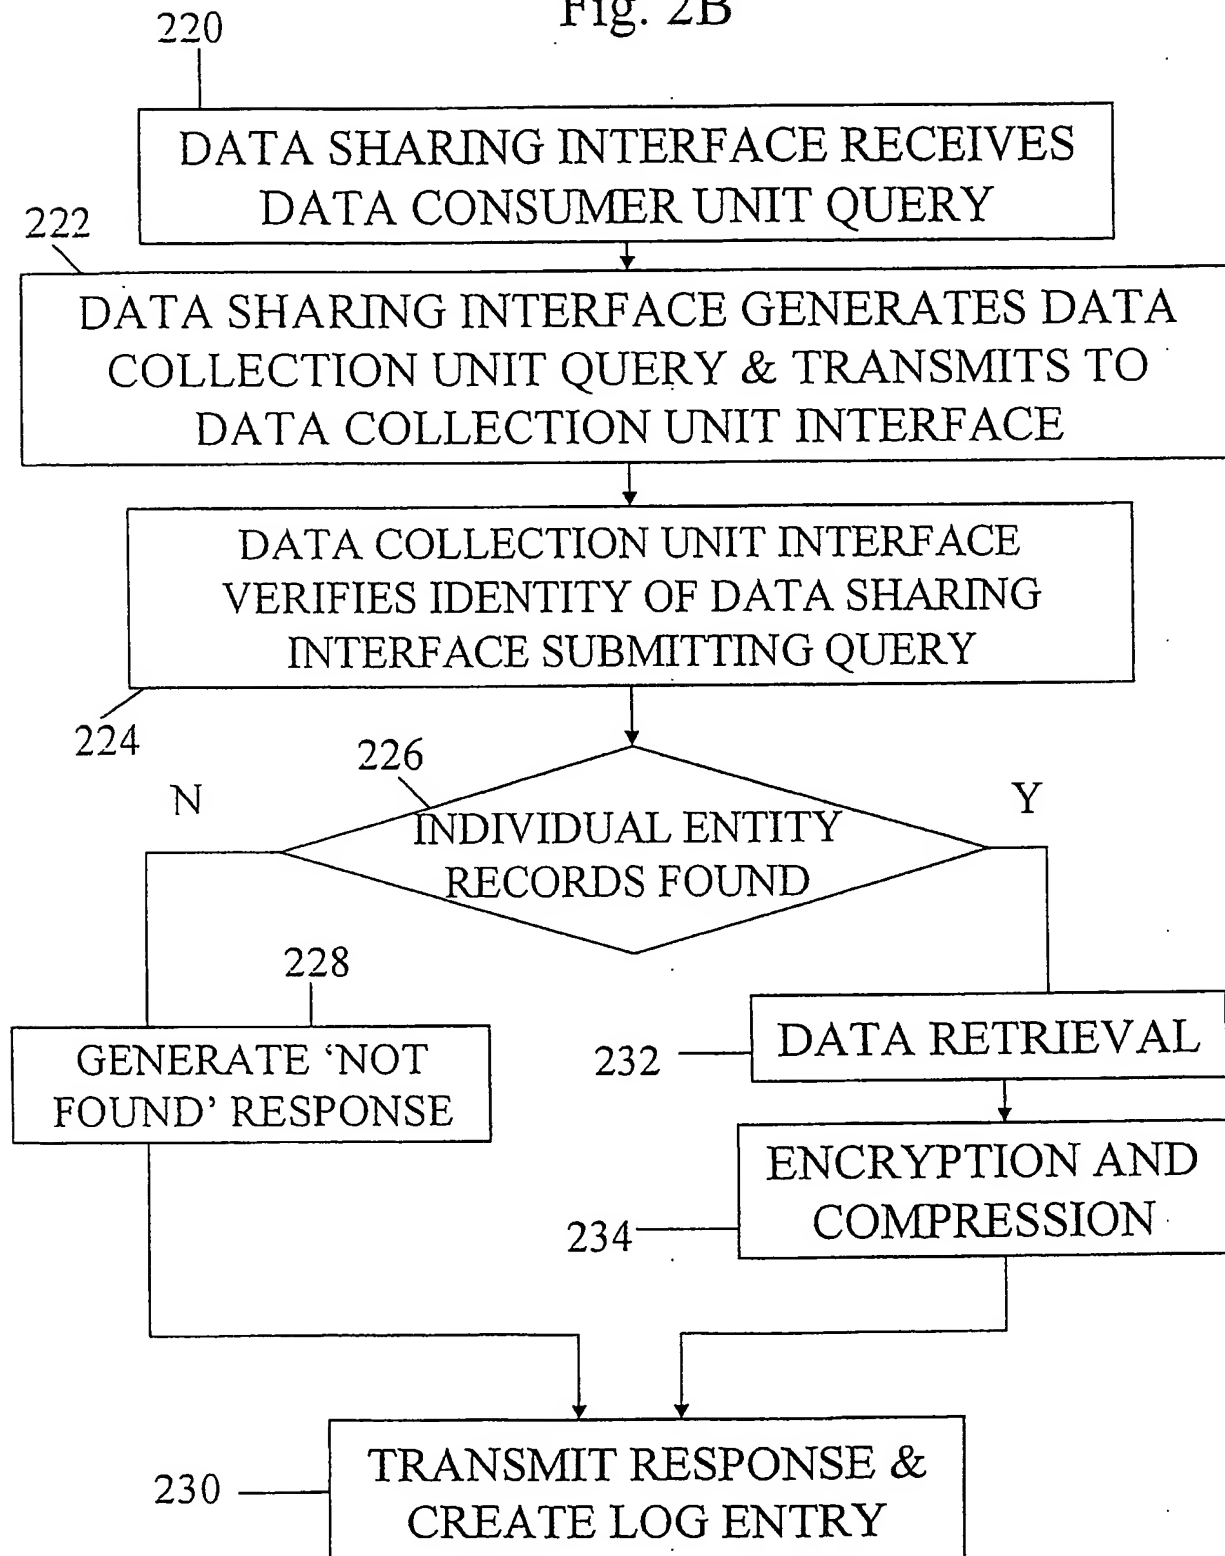 Fig. 2B
220
DATA SHARING INTERFACE RECEIVES
DATA CONSUMER UNIT QUERY
222
DATA SHARING INTERFACE GENERATES DATA
COLLECTION UNIT QUERY & TRANSMITS TO
DATA COLLECTION UNIT INTERFACE
DATA COLLECTION UNIT INTERFACE
VERIFIES IDENTITY OF DATA SHARING
INTERFACE SUBMITTING QUERY
224
226
N
Y
INDIVIDUAL ENTITY
RECORDS FOUND
228
GENERATE ‘NOT
FOUND’ RESPONSE
232
DATA RETRIEVAL
ENCRYPTION AND
COMPRESSION
234
TRANSMIT RESPONSE &
CREATE LOG ENTRY
230